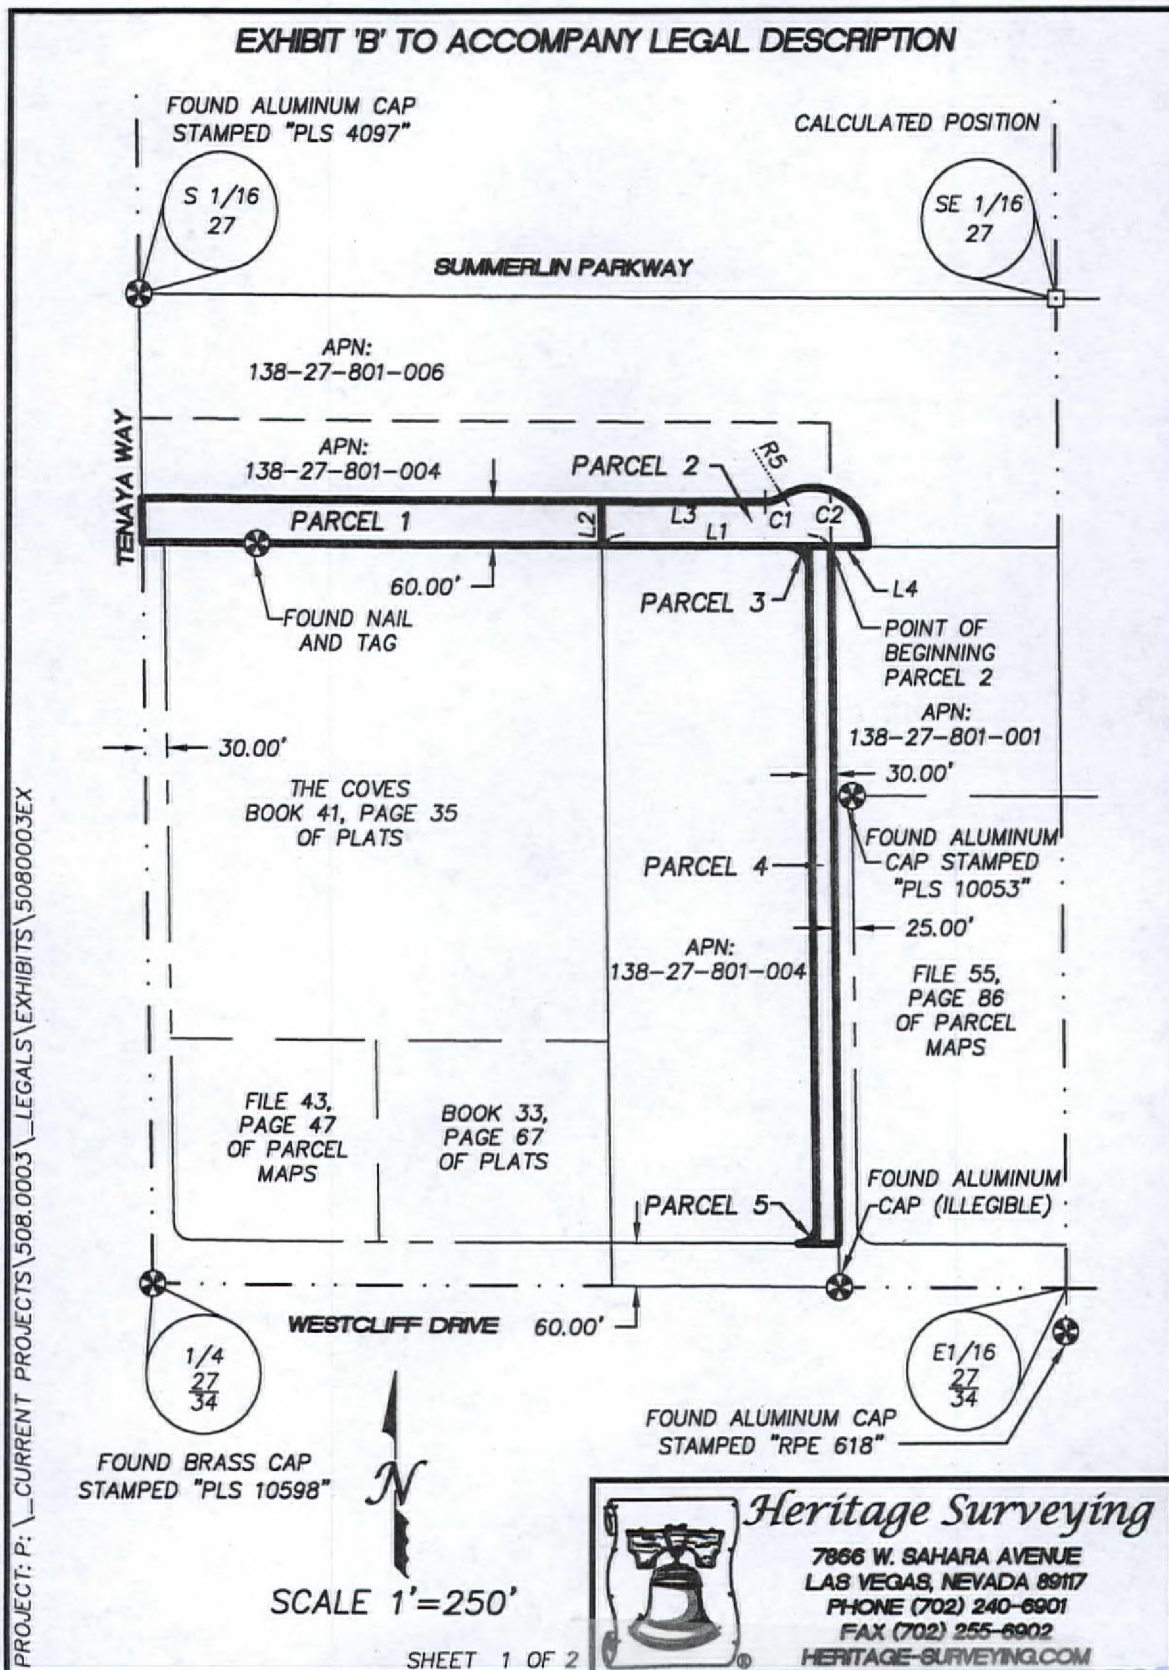 EXHIBIT 'B' TO ACCOMPANY LEGAL DESCRIPTION
FOUND ALUMINUM CAP
STAMPED "PLS 4097"
CALCULATED POSITION
S 1/16
27
SE 1/16
27
SUMMERLIN PARKWAY
APN:
138-27-801-006
TENAYA WAY
APN:
138-27-801-004
PARCEL 2
R5
PARCEL 1
L2
L3
L1
C1
C2
60.00'
PARCEL 3
L4
FOUND NAIL
AND TAG
POINT OF
BEGINNING
PARCEL 2
APN:
138-27-801-001
30.00'
30.00'
THE COVES
BOOK 41, PAGE 35
OF PLATS
FOUND ALUMINUM
CAP STAMPED
"PLS 10053"
PARCEL 4
25.00'
APN:
138-27-801-004
FILE 55,
PAGE 86
OF PARCEL
MAPS
FILE 43,
PAGE 47
OF PARCEL
MAPS
BOOK 33,
PAGE 67
OF PLATS
PARCEL 5
FOUND ALUMINUM
CAP (ILLEGIBLE)
WESTCLIFF DRIVE
60.00'
1/4
27
34
E1/16
27
34
FOUND BRASS CAP
STAMPED "PLS 10598"
FOUND ALUMINUM CAP
STAMPED "RPE 618"
N
SCALE 1'=250'
SHEET 1 OF 2
Heritage Surveying
7866 W. SAHARA AVENUE
LAS VEGAS, NEVADA 89117
PHONE (702) 240-6901
FAX (702) 255-6902
HERITAGE-SURVEYING.COM
®
PROJECT: P:\_CURRENT PROJECTS\508.0003\_LEGALS\EXHIBITS\5080003EX